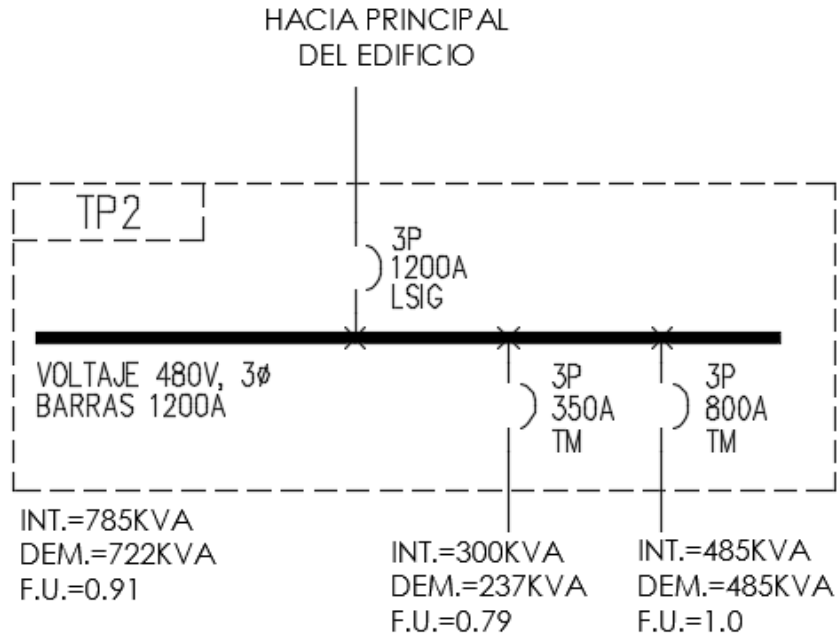 HACIA PRINCIPAL
DEL EDIFICIO
TP2
3P
1200A
LSIG
VOLTAJE 480V, 3ø
BARRAS 1200A
3P
350A
TM
3P
800A
TM
INT.=785KVA
DEM.=722KVA
F.U.=0.91
INT.=300KVA
DEM.=237KVA
F.U.=0.79
INT.=485KVA
DEM.=485KVA
F.U.=1.0